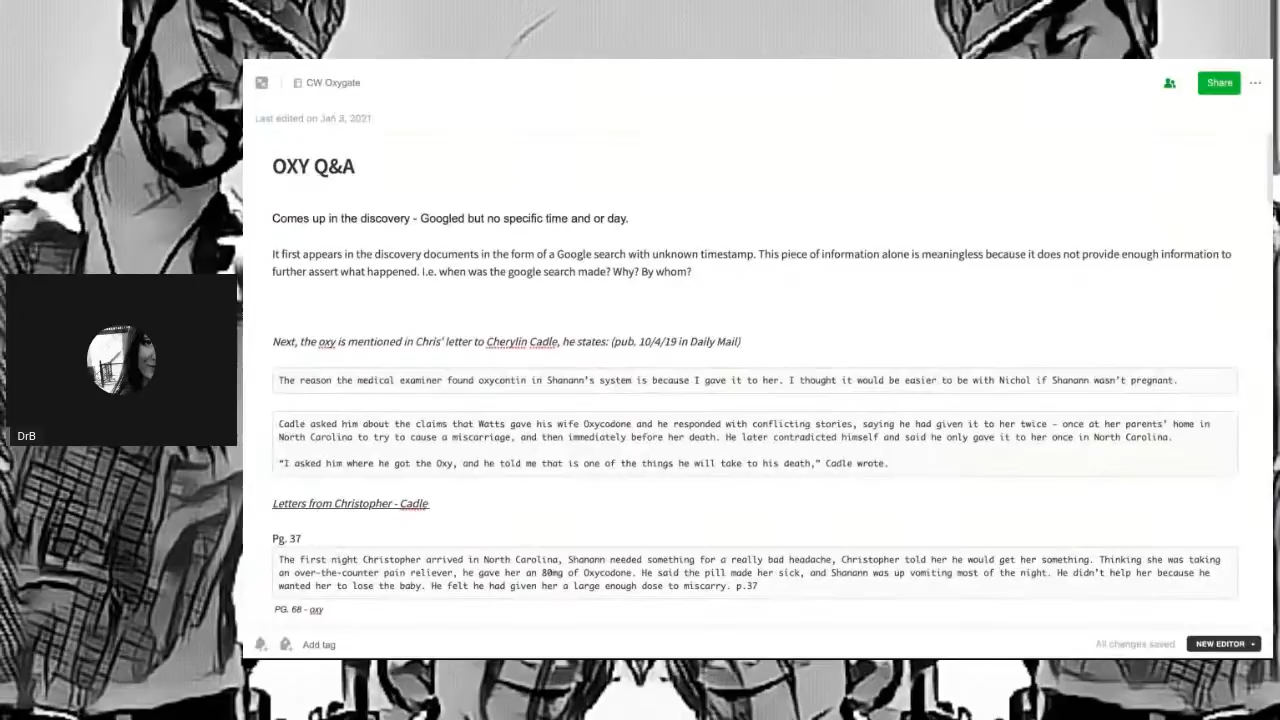 CW Oxygate
Share
Last edited on Jan 3, 2021
OXY Q&A
Comes up in the discovery - Googled but no specific time and or day.
It first appears in the discovery documents in the form of a Google search with unknown timestamp. This piece of information alone is meaningless because it does not provide enough information to
further assert what happened. i.e. when was the google search made? Why? By whom?
Next, the oxy is mentioned in Chris' letter to Cherylin Cadle, he states: (pub. 10/4/19 in Daily Mail)
The reason the medical examiner found oxycontin in Shanann's system is because I gave it to her. I thought it would be easier to be with Nichol if Shanann wasn't pregnant.
Cadle asked him about the claims that Watts gave his wife Oxycodone and he responded with conflicting stories, saying he had given it to her twice – once at her parents' home in
North Carolina to try to cause a miscarriage, and then immediately before her death. He later contradicted himself and said he only gave it to her once in North Carolina.
"I asked him where he got the Oxy, and he told me that is one of the things he will take to his death," Cadle wrote.
DrB
Letters from Christopher - Cadle
Pg. 37
The first night Christopher arrived in North Carolina, Shanann needed something for a really bad headache, Christopher told her he would get her something. Thinking she was taking
an over-the-counter pain reliever, he gave her an 80mg of Oxycodone. He said the pill made her sick, and Shanann was up vomiting most of the night. He didn't help her because he
wanted her to lose the baby. He felt he had given her a large enough dose to miscarry. p.37
PG. 68 - oxy
Add tag
All changes saved
NEW EDITOR